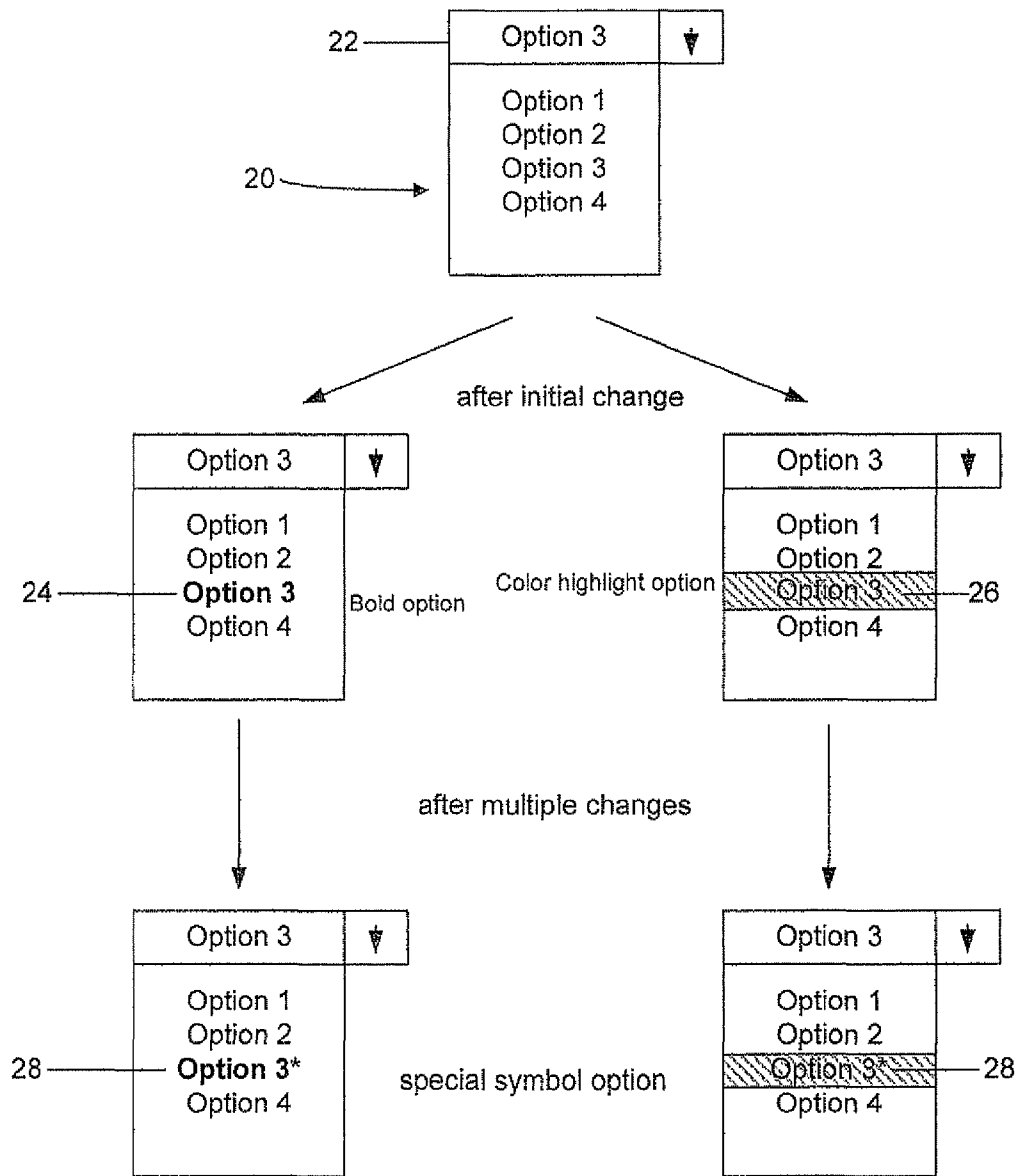 22
Option 3
Option 1
Option 2
Option 3
Option 4
20
after initial change
Option 3
Option 1
Option 2
Option 3
Option 4
24
Bold option
Option 3
Option 1
Option 2
Option 3
Option 4
Color highlight option
26
after multiple changes
Option 3
Option 1
Option 2
Option 3*
Option 4
28
special symbol option
Option 3
Option 1
Option 2
Option 3*
Option 4
28